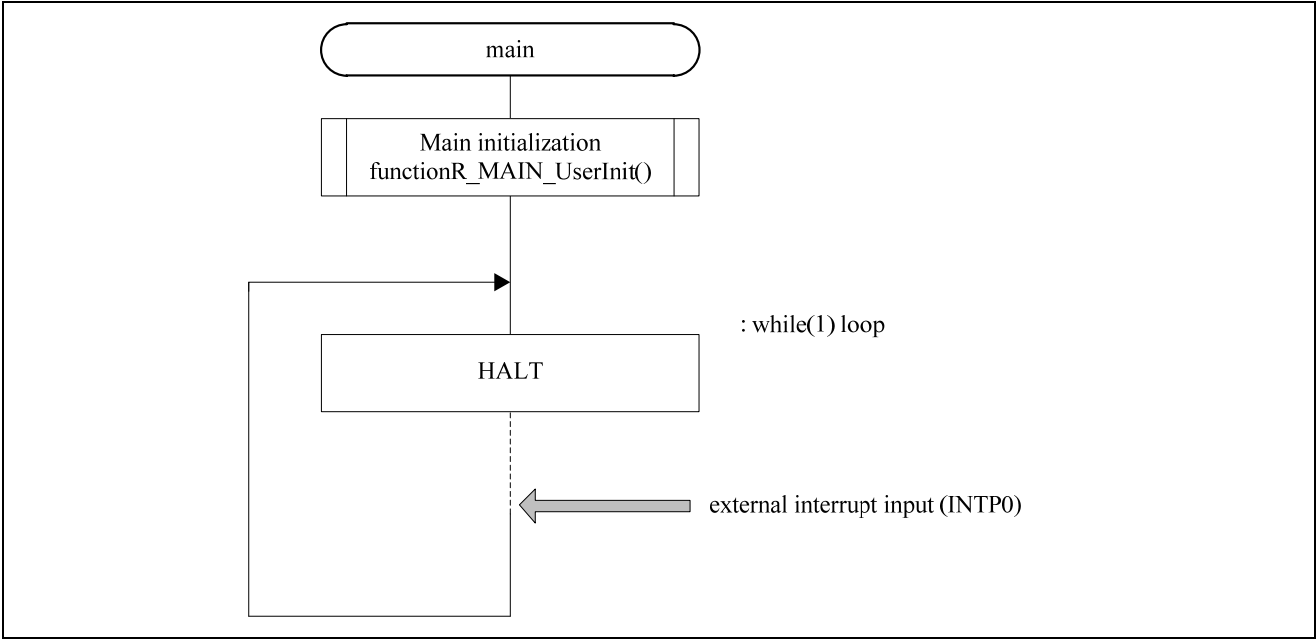 main
Main initialization
functionR_MAIN_UserInit()
: while(1) loop
HALT
external interrupt input (INTP0)